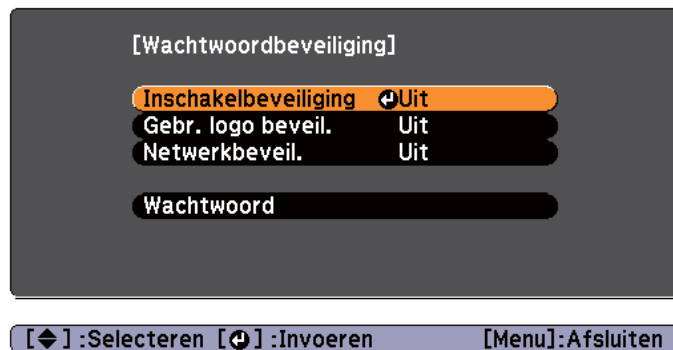 [Wachtwoordbeveiliging]
Inschakelbeveiliging Uit
Gebr. logo beveil. Uit
Netwerkbeveil. Uit
Wachtwoord
[◆] :Selecteren [⏎] :Invoeren [Menu]:Afsluiten